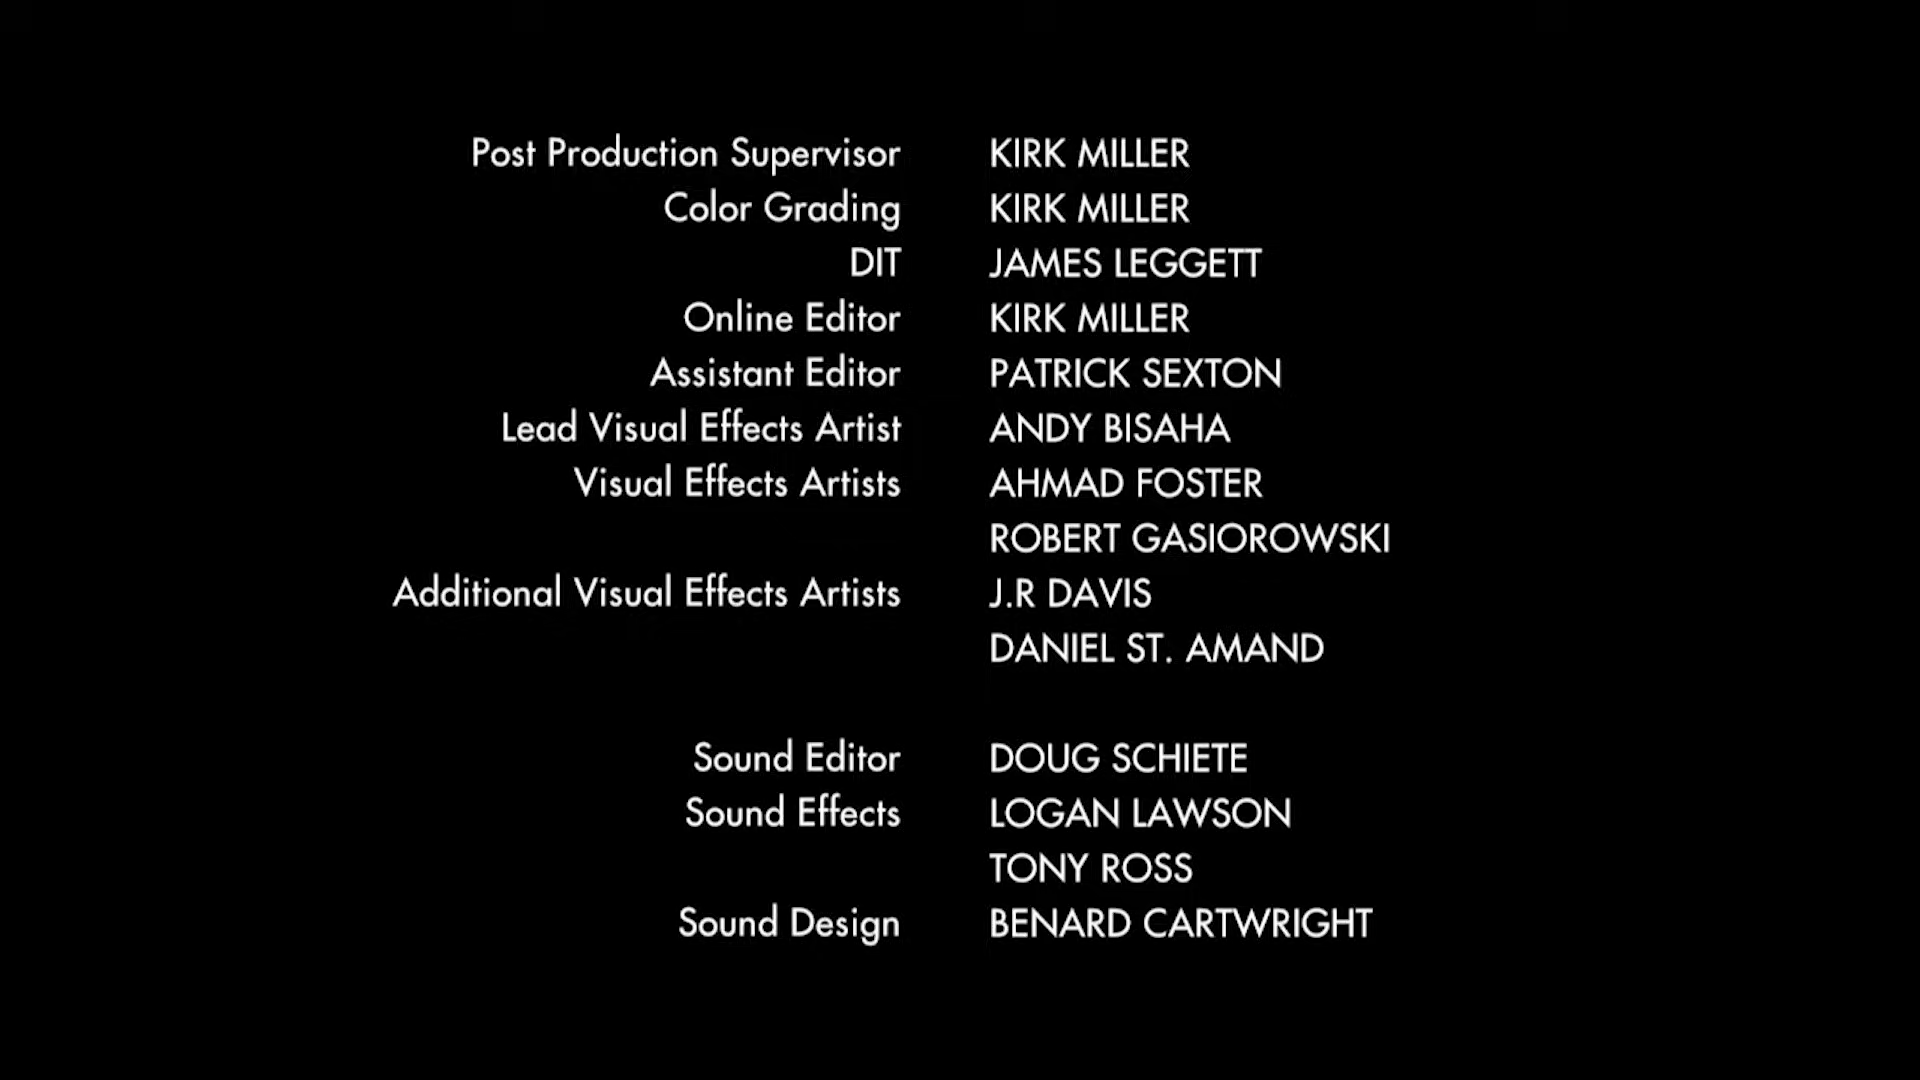 Post Production Supervisor KIRK MILLER
Color Grading KIRK MILLER
DIT JAMES LEGGETT
Online Editor KIRK MILLER
Assistant Editor PATRICK SEXTON
Lead Visual Effects Artist ANDY BISAHA
Visual Effects Artists AHMAD FOSTER
ROBERT GASIOROWSKI
Additional Visual Effects Artists J.R DAVIS
DANIEL ST. AMAND
Sound Editor DOUG SCHIETE
Sound Effects LOGAN LAWSON
TONY ROSS
Sound Design BENARD CARTWRIGHT